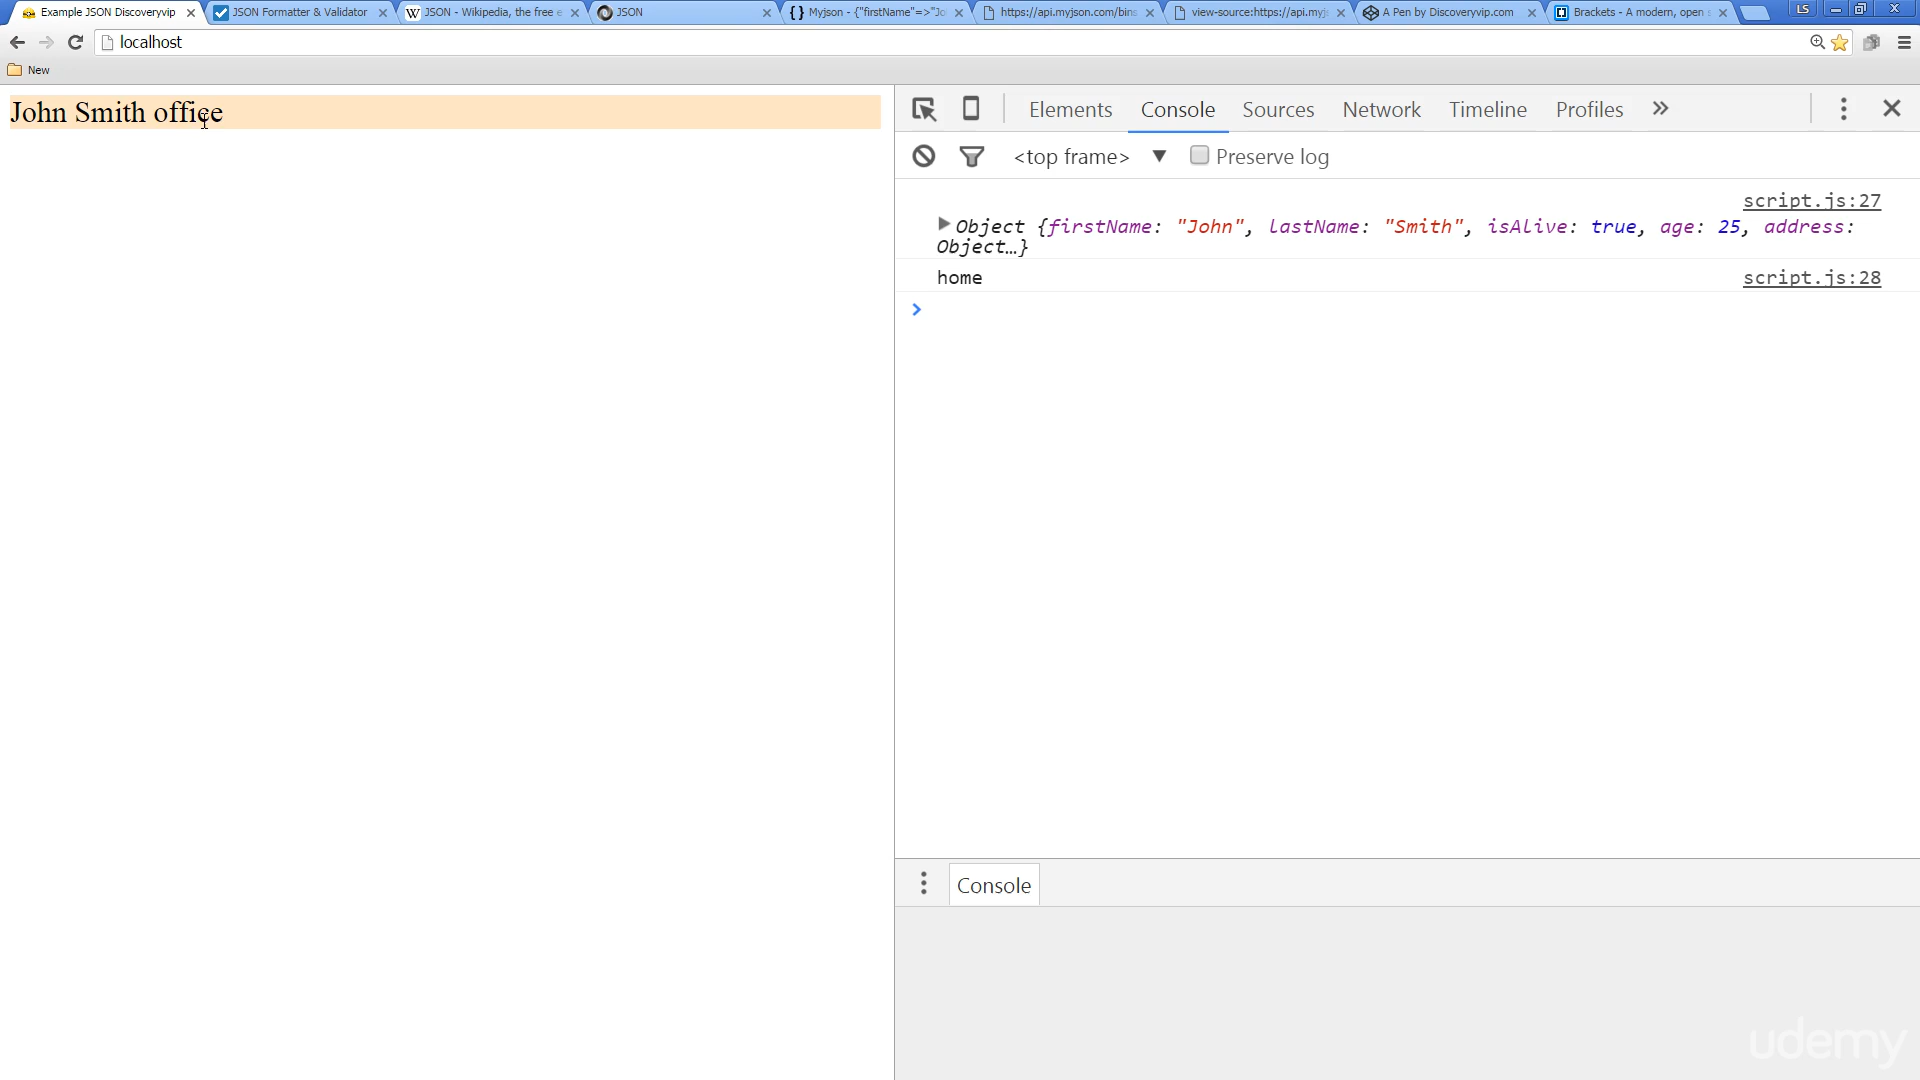 Example JSON Discoveryvip
JSON Formatter & Validator
JSON - Wikipedia, the free e
JSON
Myjson - {"firstName"=>"Jo
https://api.myjson.com/bins
view-source:https://api.myj
A Pen by Discoveryvip.com
Brackets - A modern, open s
LS
localhost
New
John Smith office
Elements Console Sources Network Timeline Profiles
<top frame> Preserve log
script.js:27
Object {firstName: "John", lastName: "Smith", isAlive: true, age: 25, address:
Object…}
home script.js:28
Console
udemy